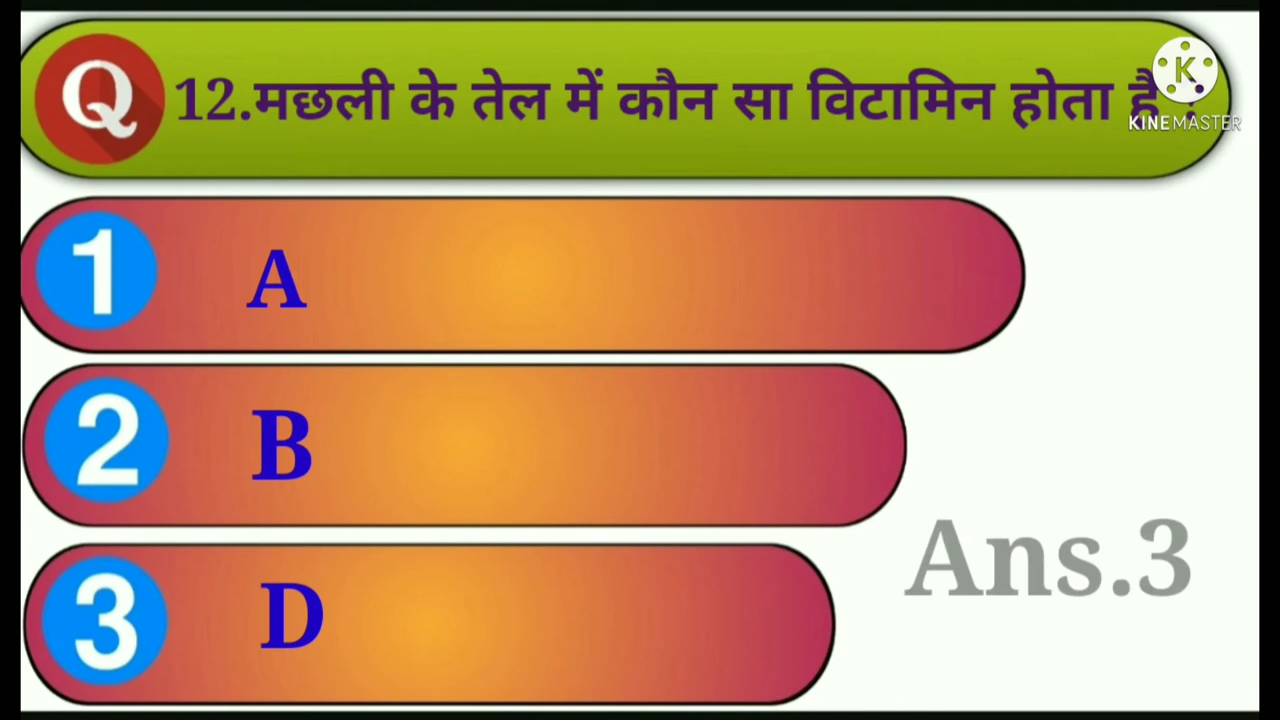 Q 12.मछली के तेल में कौन सा विटामिन होता है
KINEMASTER
1 A
2 B
3 D
Ans.3